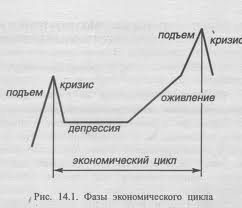 подъем
кризис
подъем
кризис
оживление
депрессия
экономический цикл
Рис. 14.1. Фазы экономического цикла